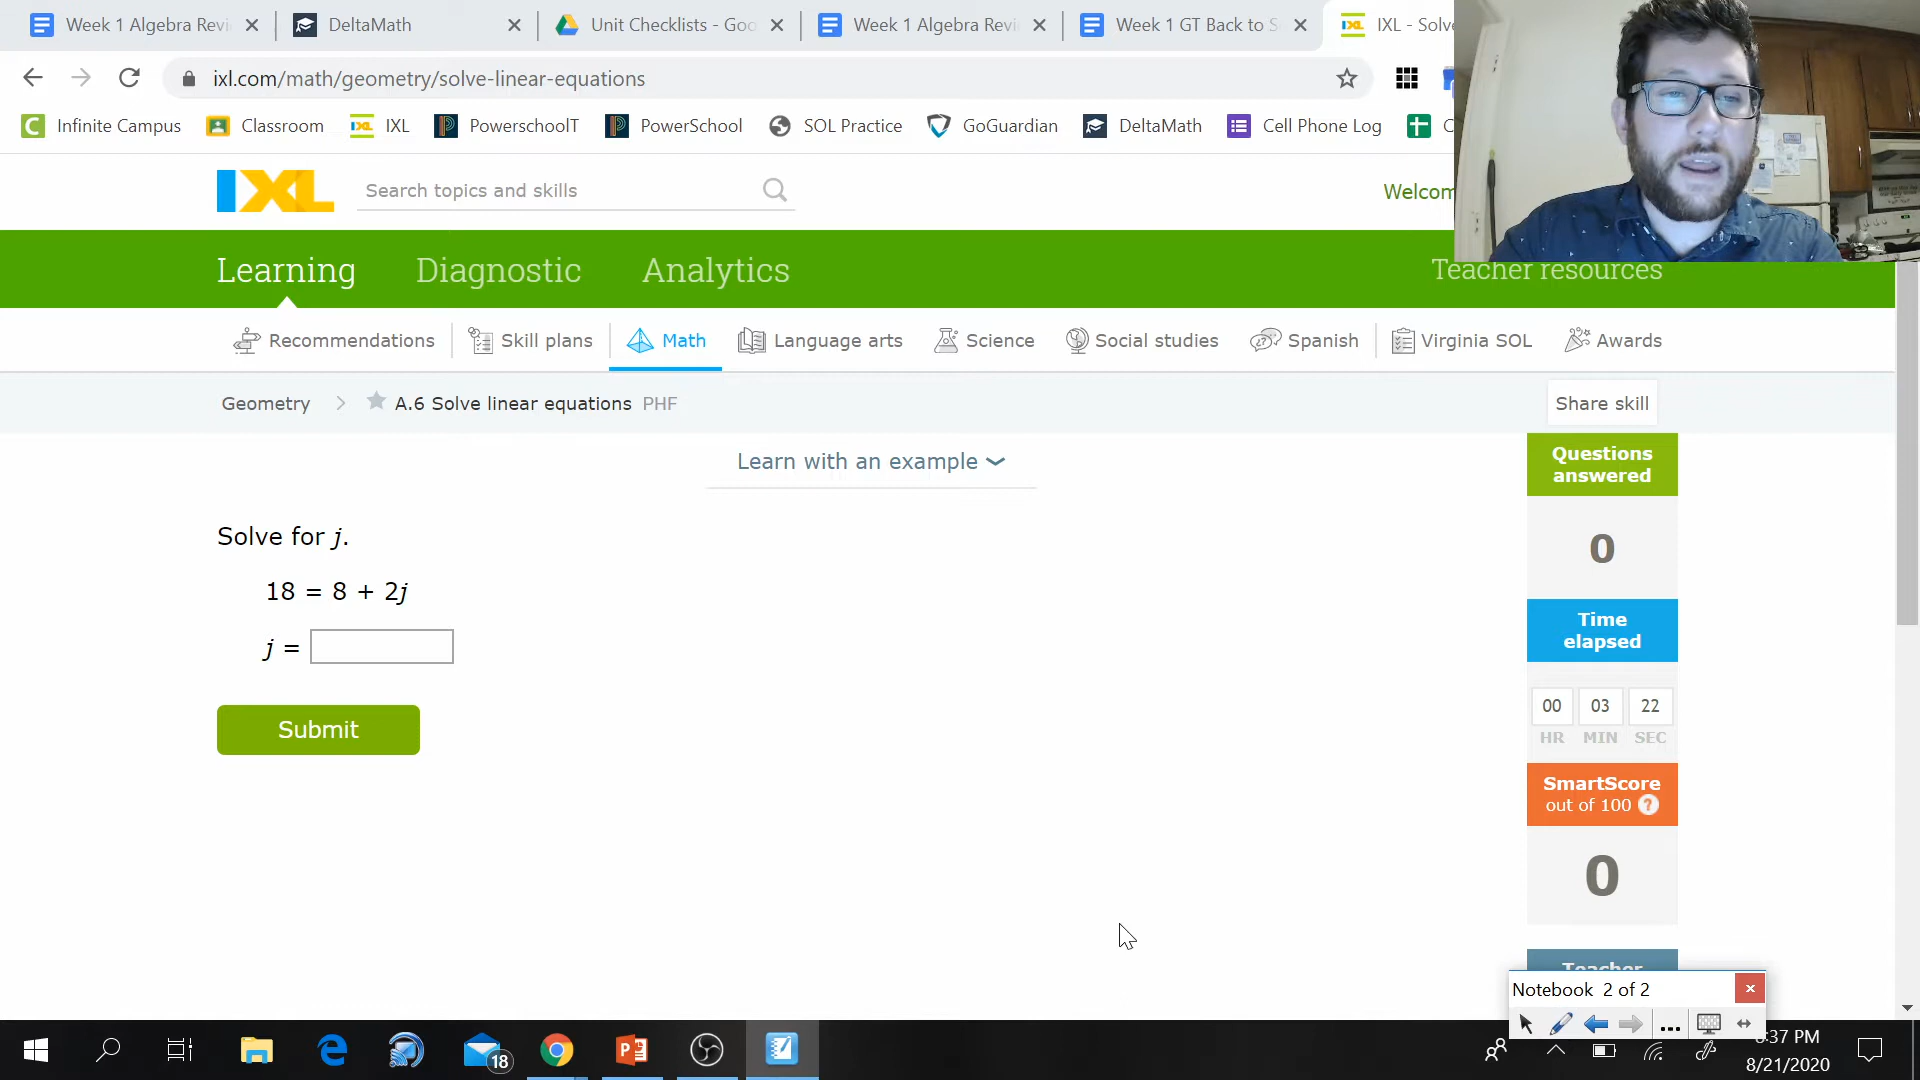 Week 1 Algebra Revi
DeltaMath
Unit Checklists - Goo
Week 1 Algebra Revi
Week 1 GT Back to S
IXL - Solve
ixl.com/math/geometry/solve-linear-equations
Infinite Campus
Classroom
IXL
PowerschoolT
PowerSchool
SOL Practice
GoGuardian
DeltaMath
Cell Phone Log
C
IXL
Search topics and skills
Welcom
Learning
Diagnostic
Analytics
Teacher resources
Recommendations
Skill plans
Math
Language arts
Science
Social studies
Spanish
Virginia SOL
Awards
Geometry
A.6 Solve linear equations PHF
Share skill
Learn with an example
Questions
answered
0
Solve for j.
18 = 8 + 2j
j =
Submit
Time
elapsed
00 03 22
HR MIN SEC
SmartScore
out of 100 ?
0
Teacher
Notebook 2 of 2
18
:37 PM
8/21/2020